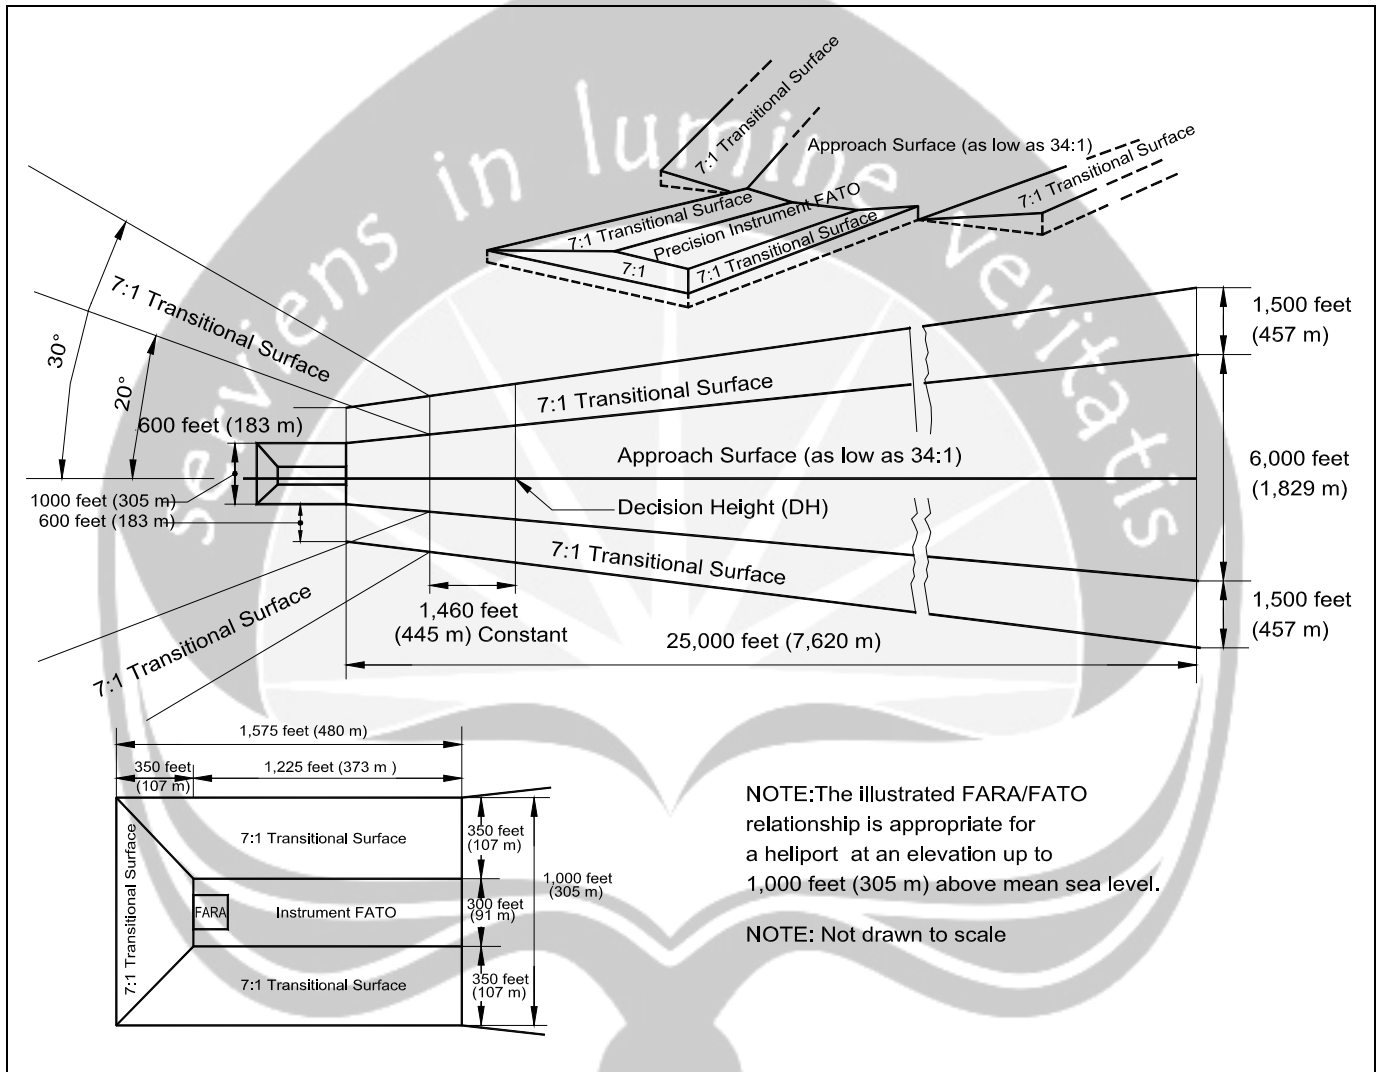 serviens in lumine veritatis
7:1 Transitional Surface
Approach Surface (as low as 34:1)
7:1 Transitional Surface
7:1 Transitional Surface
Precision Instrument FATO
7:1
7:1 Transitional Surface
30°
20°
7:1 Transitional Surface
600 feet (183 m)
1000 feet (305 m)
600 feet (183 m)
7:1 Transitional Surface
7:1 Transitional Surface
Approach Surface (as low as 34:1)
Decision Height (DH)
7:1 Transitional Surface
1,460 feet
(445 m) Constant
25,000 feet (7,620 m)
1,500 feet
(457 m)
6,000 feet
(1,829 m)
1,500 feet
(457 m)
1,575 feet (480 m)
350 feet
(107 m)
1,225 feet (373 m )
7:1 Transitional Surface
7:1 Transitional Surface
FARA
Instrument FATO
7:1 Transitional Surface
350 feet
(107 m)
300 feet
(91 m)
350 feet
(107 m)
1,000 feet
(305 m)
NOTE:The illustrated FARA/FATO
relationship is appropriate for
a heliport at an elevation up to
1,000 feet (305 m) above mean sea level.
NOTE: Not drawn to scale